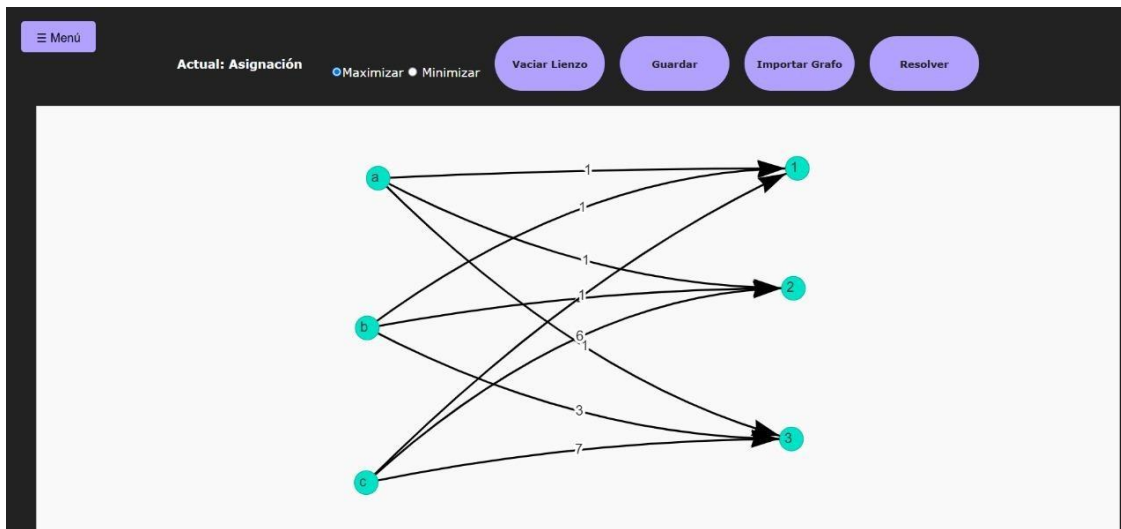 ☰ Menú
Actual: Asignación
Maximizar Minimizar
Vaciar Lienzo
Guardar
Importar Grafo
Resolver
a
1
1
1
1
2
b
1
6
1
3
3
7
c